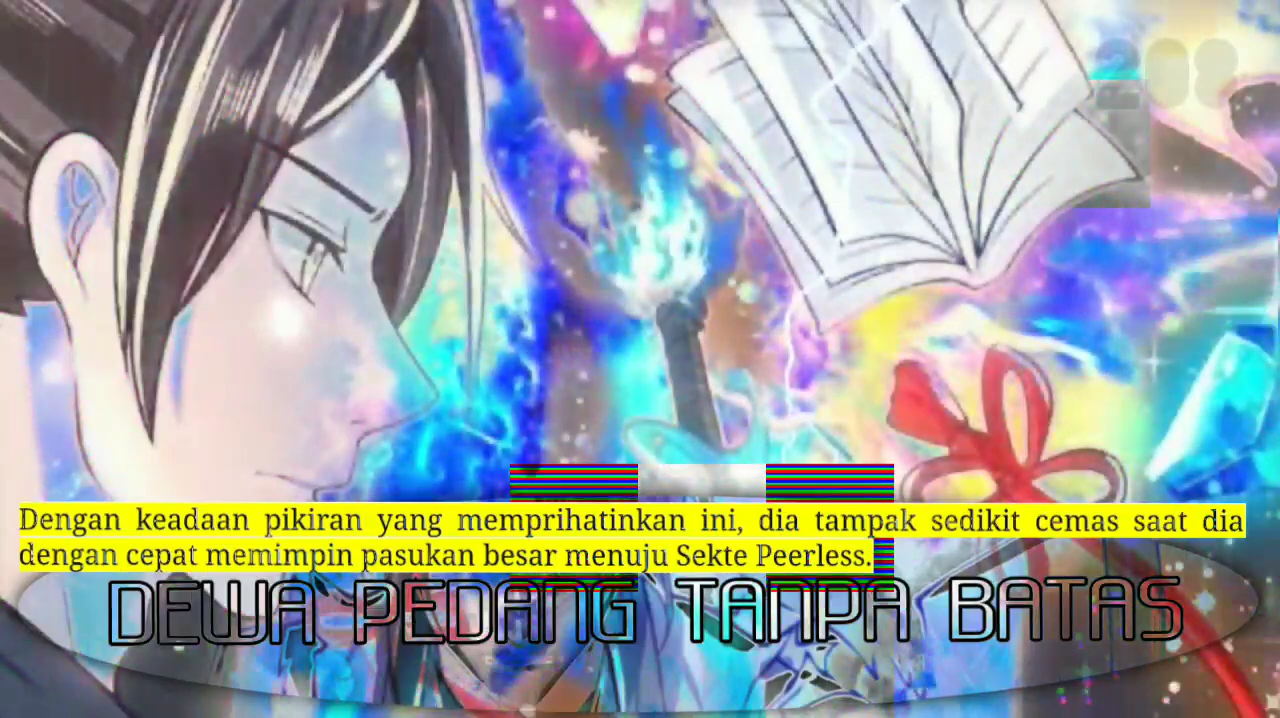 Dengan keadaan pikiran yang memprihatinkan ini, dia tampak sedikit cemas saat dia
dengan cepat memimpin pasukan besar menuju Sekte Peerless.
DEWA PEDANG TANPA BATAS